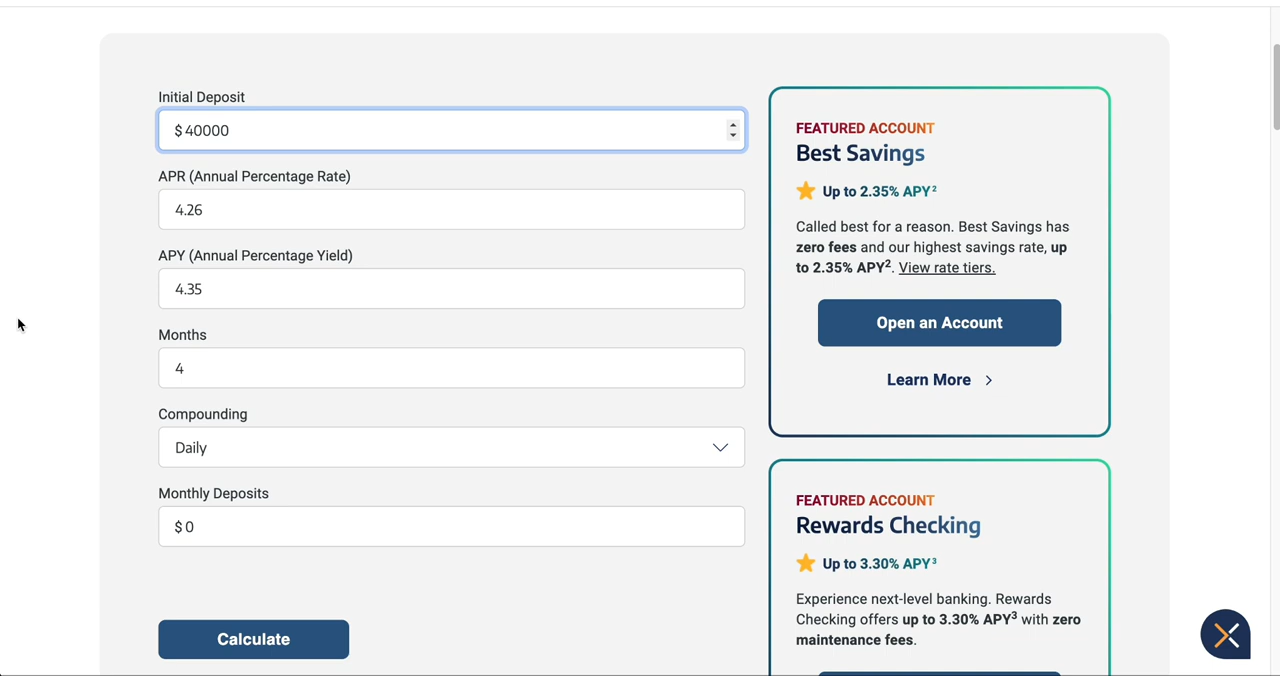 Initial Deposit
$ 40000
APR (Annual Percentage Rate)
4.26
APY (Annual Percentage Yield)
4.35
Months
4
Compounding
Daily
Monthly Deposits
$ 0
Calculate
FEATURED ACCOUNT
Best Savings
Up to 2.35% APY²
Called best for a reason. Best Savings has
zero fees and our highest savings rate, up
to 2.35% APY². View rate tiers.
Open an Account
Learn More
FEATURED ACCOUNT
Rewards Checking
Up to 3.30% APY³
Experience next-level banking. Rewards
Checking offers up to 3.30% APY³ with zero
maintenance fees.